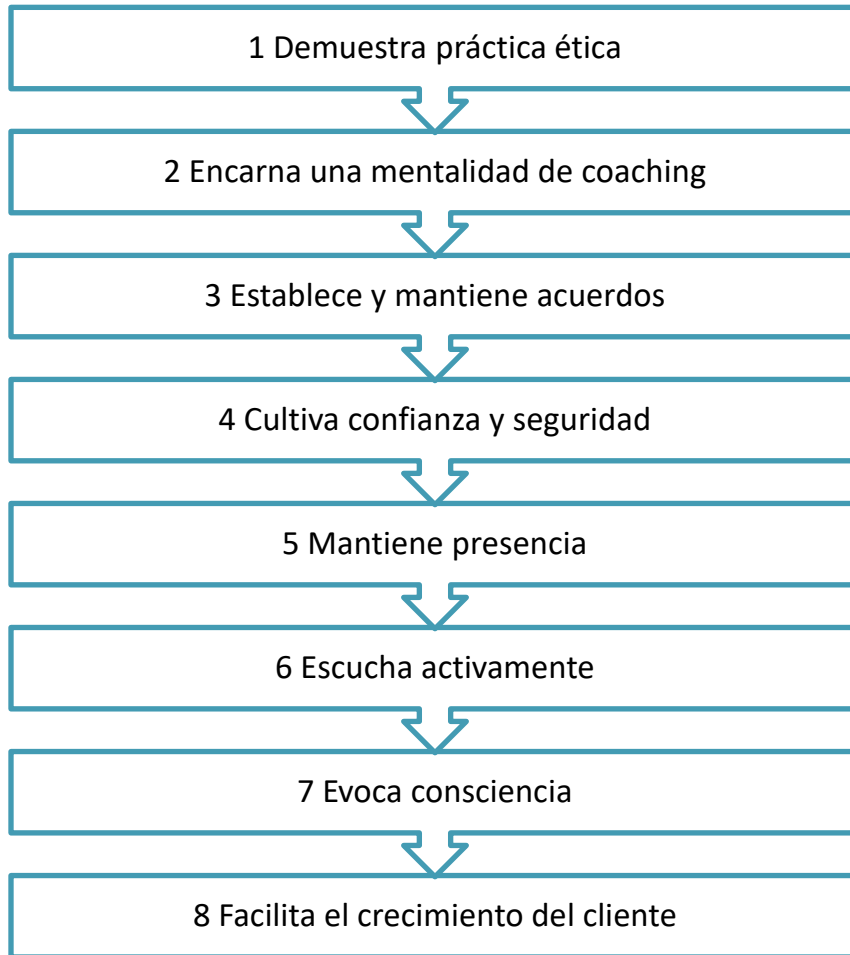 1 Demuestra práctica ética
2 Encarna una mentalidad de coaching
3 Establece y mantiene acuerdos
4 Cultiva confianza y seguridad
5 Mantiene presencia
6 Escucha activamente
7 Evoca consciencia
8 Facilita el crecimiento del cliente